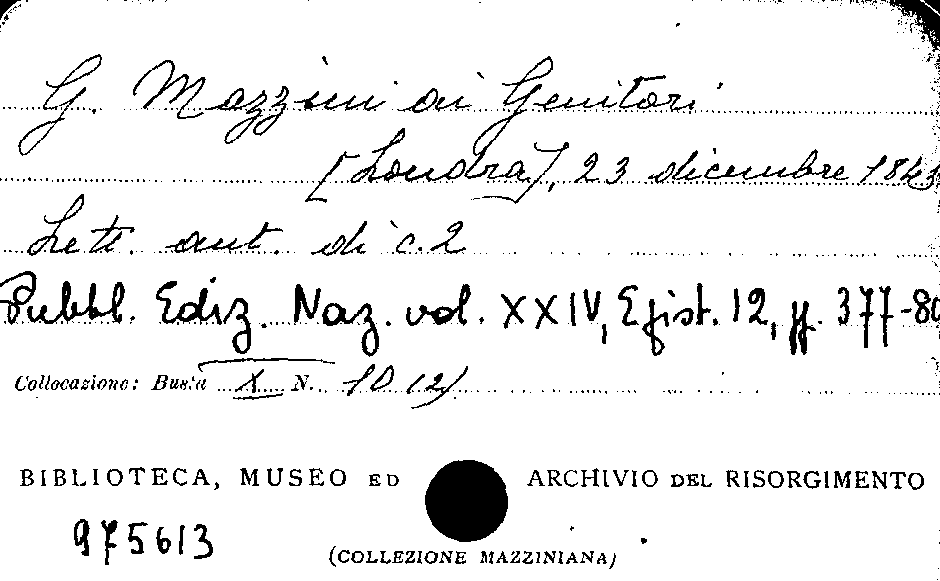 G. Mazzini ai Genitori
[Londra], 23 dicembre 1843
Lett. aut. di c. 2
Pubbl. Ediz. Naz. vol. XXIV, Epist. 12, pp. 377-80
Collocazione: Busta X N. 10 (2)
BIBLIOTECA, MUSEO ED ARCHIVIO DEL RISORGIMENTO
975613
(COLLEZIONE MAZZINIANA)